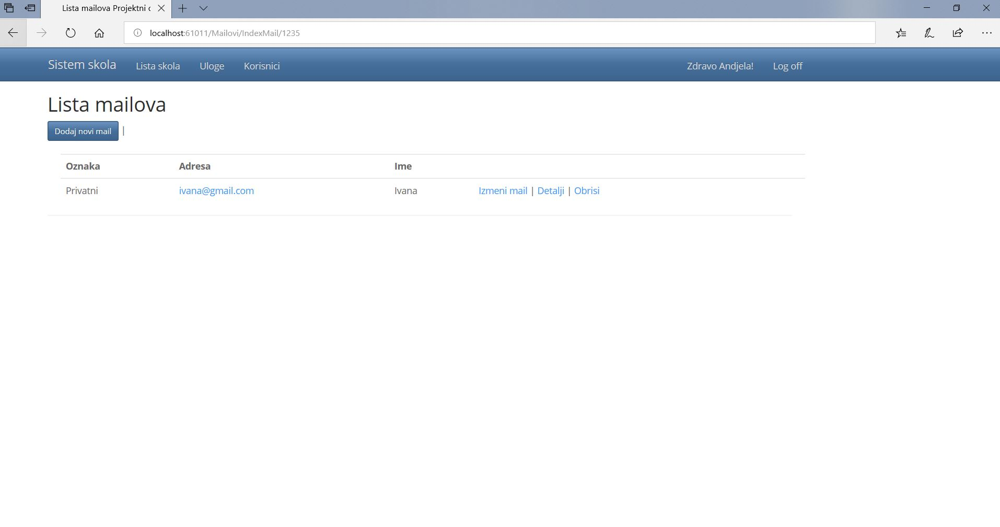 Lista mailova Projektni c
localhost:61011/Mailovi/IndexMail/1235
Sistem skola Lista skola Uloge Korisnici Zdravo Andjela! Log off
Lista mailova
Dodaj novi mail |
Oznaka Adresa Ime
Privatni ivana@gmail.com Ivana Izmeni mail | Detalji | Obrisi